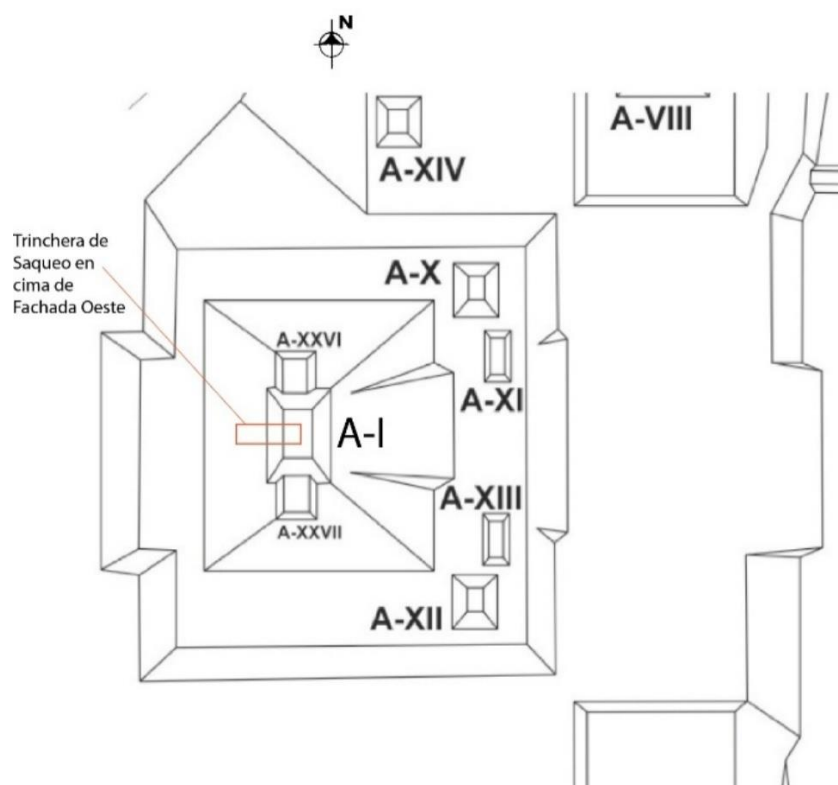 N
A-VIII
A-XIV
Trinchera de
Saqueo en
cima de
Fachada Oeste
A-X
A-XXVI
A-XI
A-I
A-XIII
A-XXVII
A-XII